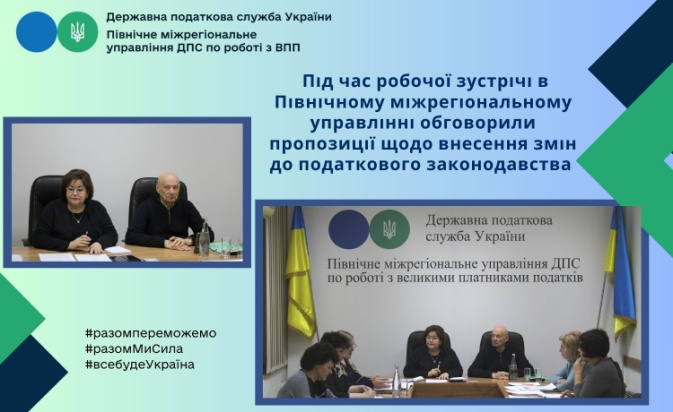 Державна податкова служба України
Північне міжрегіональне
управління ДПС по роботі з ВПП
Під час робочої зустрічі в
Північному міжрегіональному
управлінні обговорили
пропозиції щодо внесення змін
до податкового законодавства
Державна податкова
служба України
Північне міжрегіональне управління ДПС
по роботі з великими платниками податків
#разомпереможемо
#разомМиСила
#всебудеУкраїна